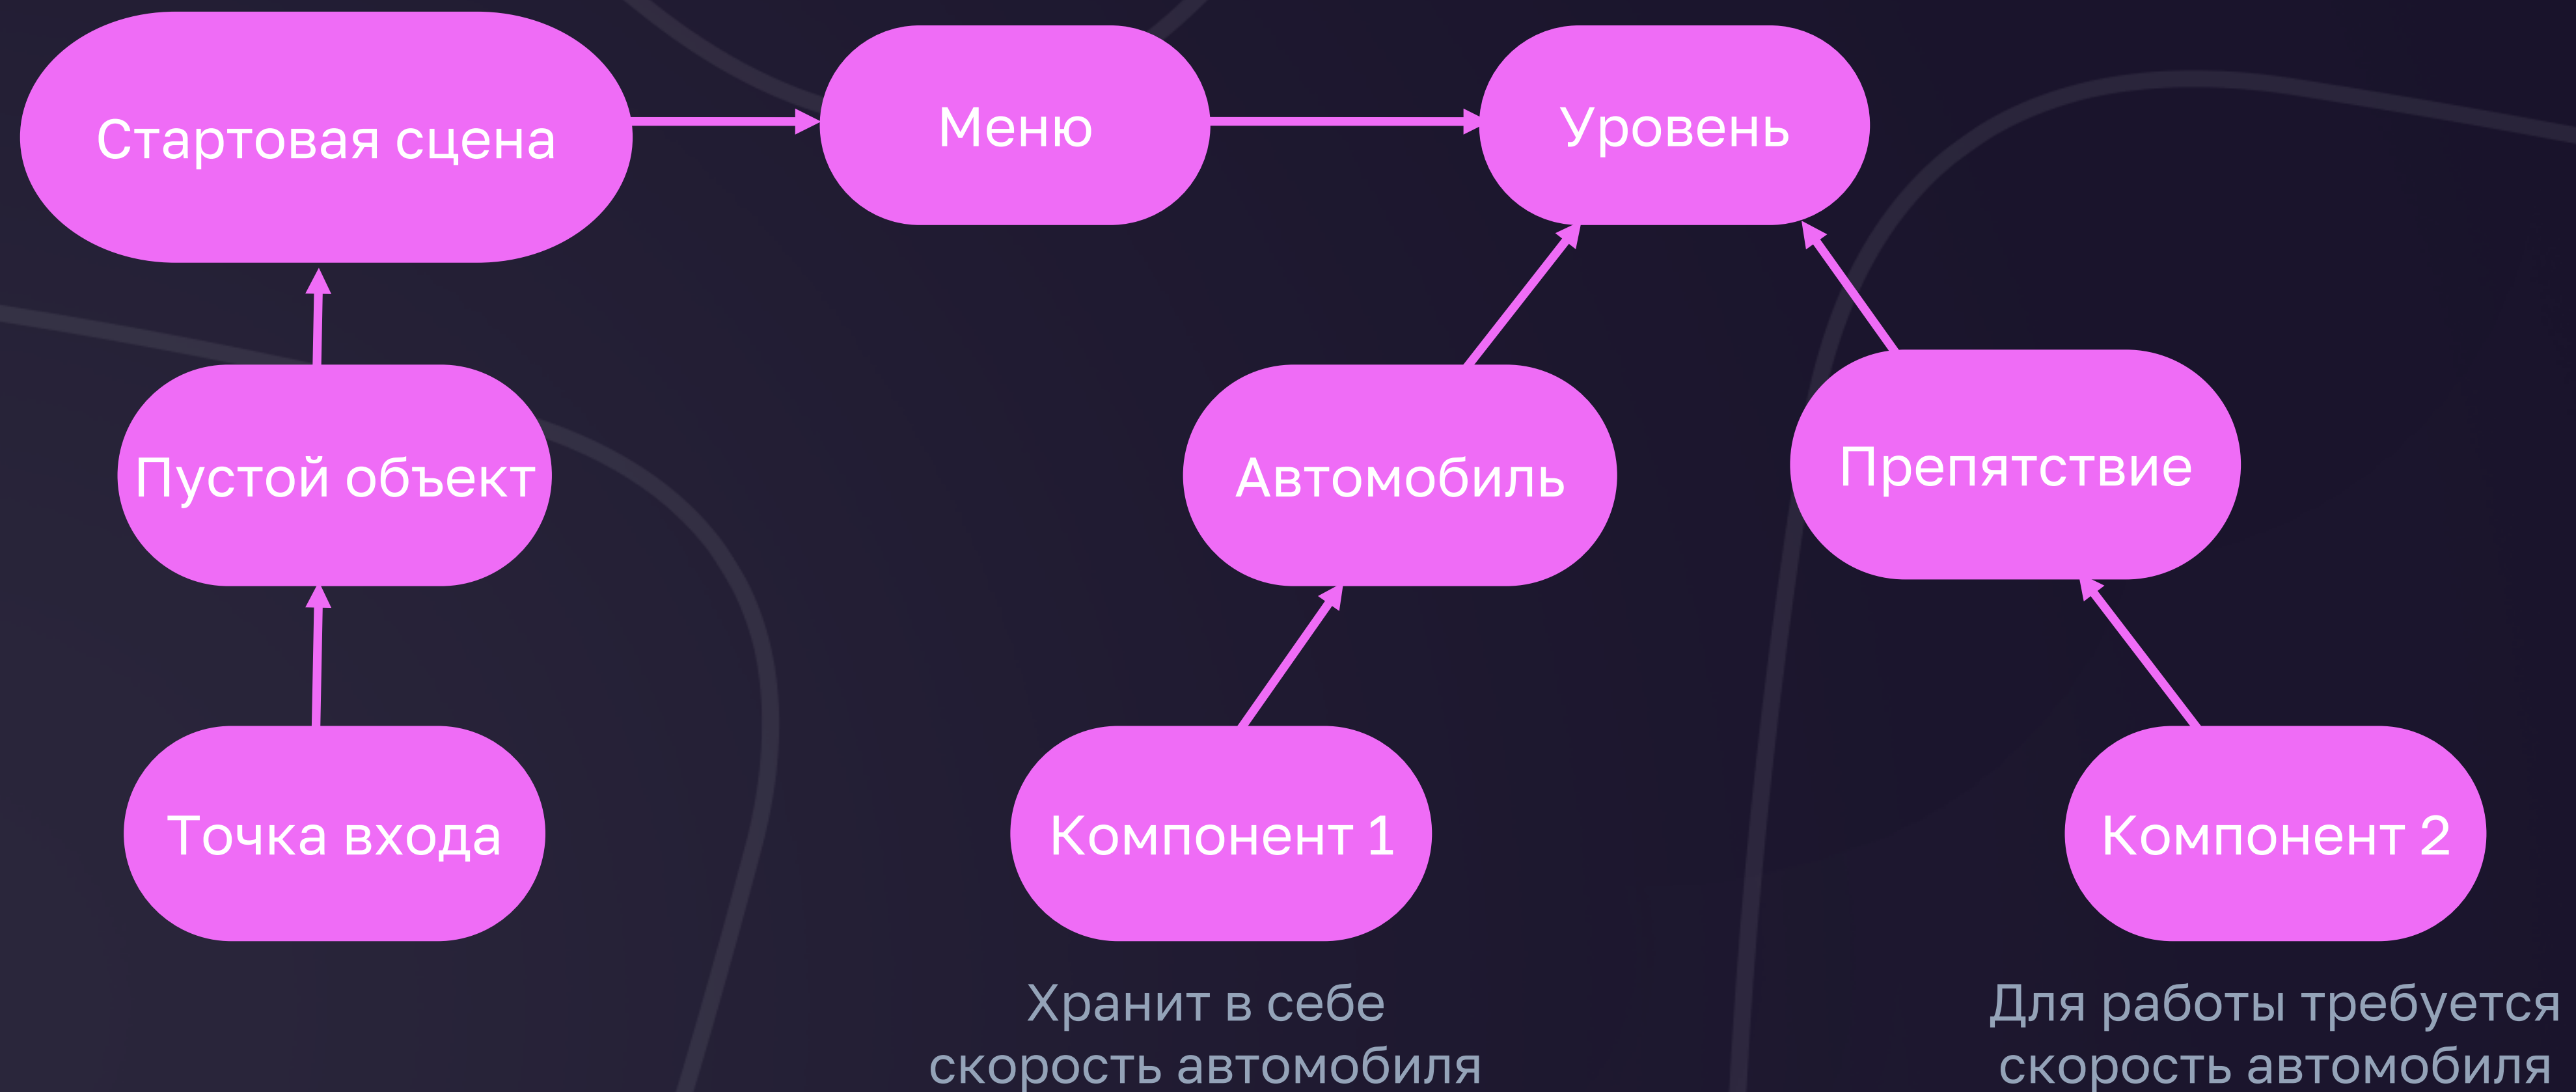 Стартовая сцена
Меню
Уровень
Пустой объект
Автомобиль
Препятствие
Точка входа
Компонент 1
Компонент 2
Хранит в себе
скорость автомобиля
Для работы требуется
скорость автомобиля